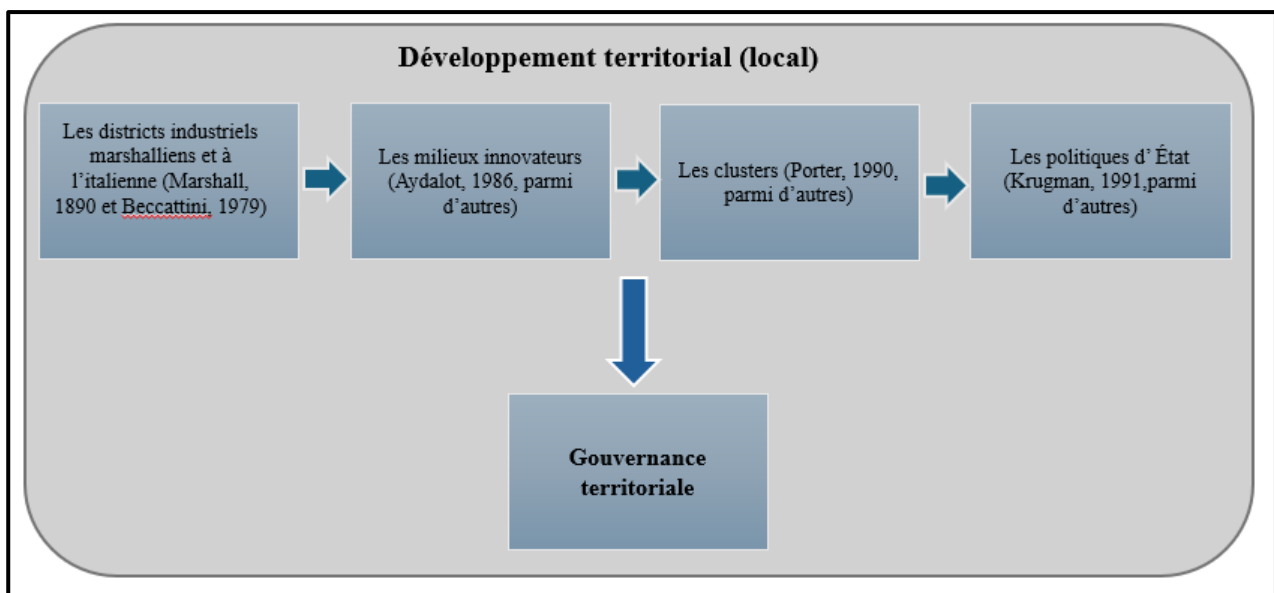 Développement territorial (local)
Les districts industriels
marshalliens et à
l'italienne (Marshall,
1890 et Beccattini, 1979)
Les milieux innovateurs
(Aydalot, 1986, parmi
d'autres)
Les clusters (Porter, 1990,
parmi d'autres)
Les politiques d' État
(Krugman, 1991,parmi
d'autres)
Gouvernance
territoriale